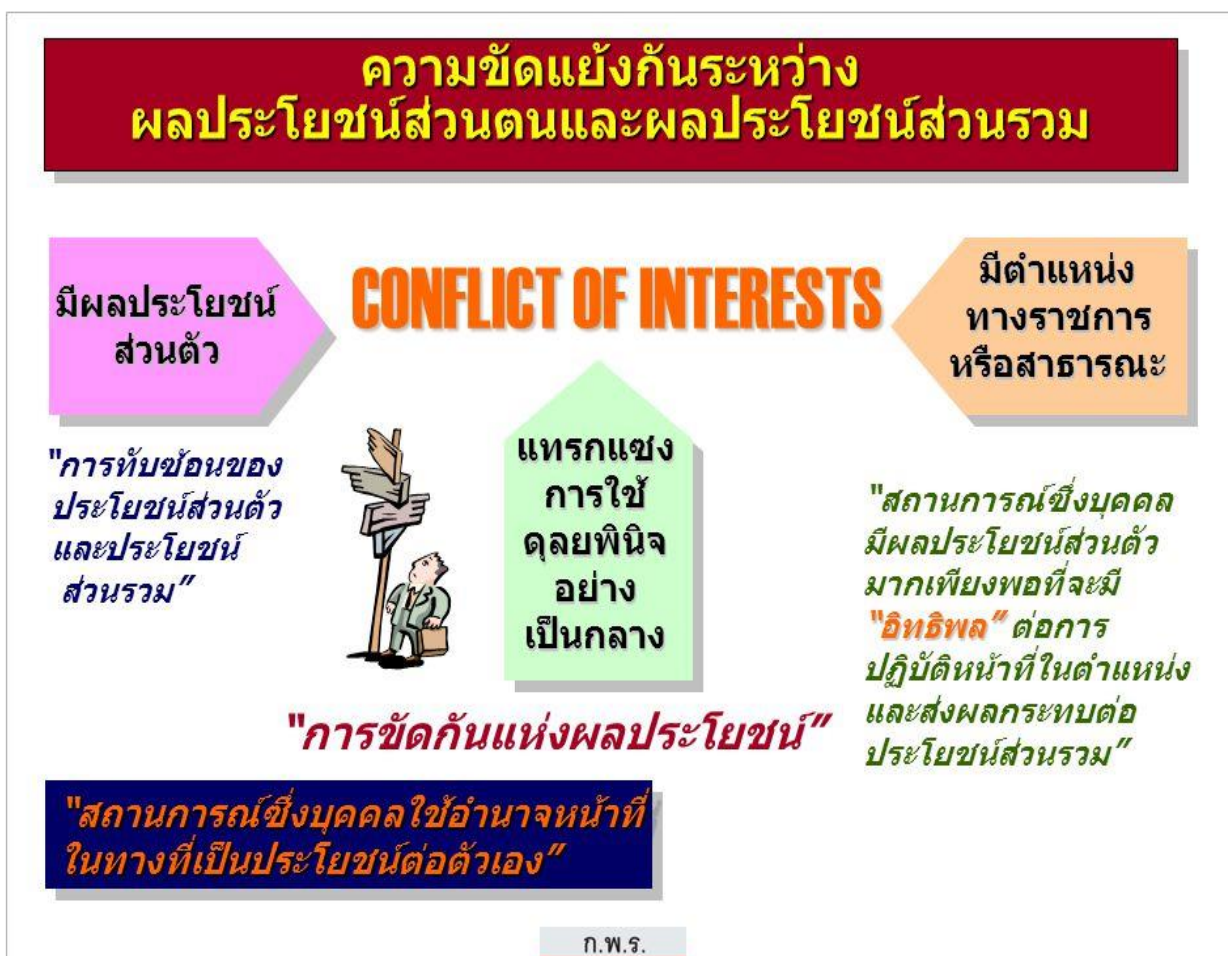 ความขัดแย้งกันระหว่าง
ผลประโยชน์ส่วนตนและผลประโยชน์ส่วนรวม
มีผลประโยชน์
ส่วนตัว
CONFLICT OF INTERESTS
มีตำแหน่ง
ทางราชการ
หรือสาธารณะ
"การทับซ้อนของ
ประโยชน์ส่วนตัว
และประโยชน์
ส่วนรวม"
แทรกแซง
การใช้
ดุลยพินิจ
อย่าง
เป็นกลาง
"สถานการณ์ซึ่งบุคคล
มีผลประโยชน์ส่วนตัว
มากเพียงพอที่จะมี
"อิทธิพล" ต่อการ
ปฏิบัติหน้าที่ในตำแหน่ง
และส่งผลกระทบต่อ
ประโยชน์ส่วนรวม"
"การขัดกันแห่งผลประโยชน์"
"สถานการณ์ซึ่งบุคคลใช้อำนาจหน้าที่
ในทางที่เป็นประโยชน์ต่อตัวเอง"
ก.พ.ร.